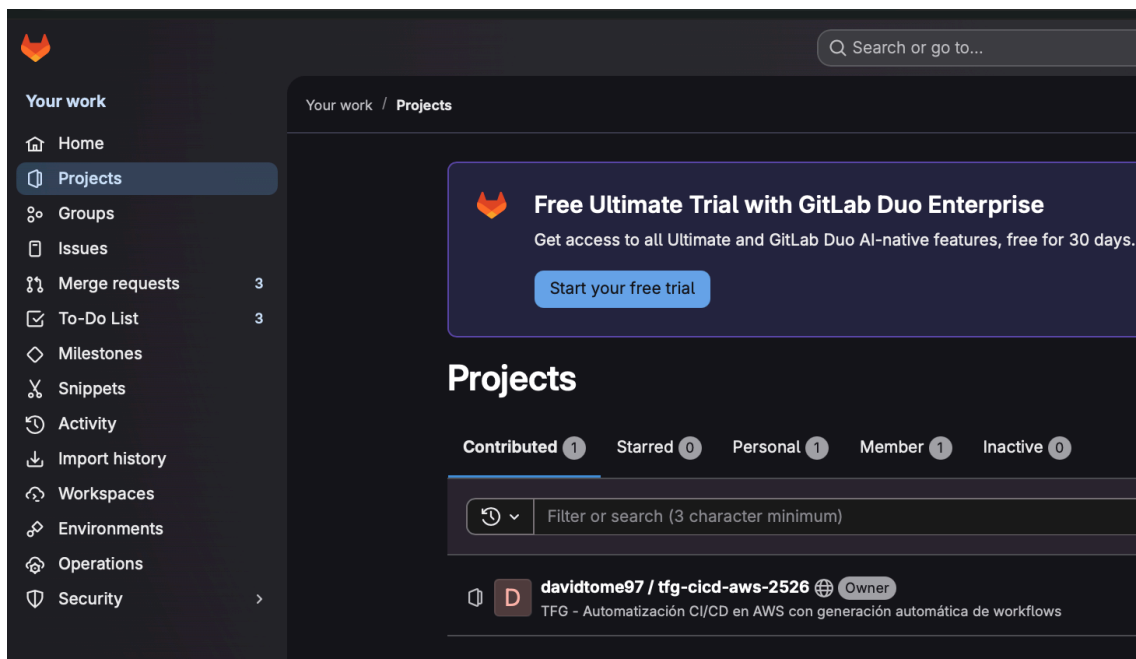 Search or go to...
Your work
Your work / Projects
Home
Projects
Groups
Issues
Merge requests 3
To-Do List 3
Milestones
Snippets
Activity
Import history
Workspaces
Environments
Operations
Security
Free Ultimate Trial with GitLab Duo Enterprise
Get access to all Ultimate and GitLab Duo AI-native features, free for 30 days.
Start your free trial
Projects
Contributed 1 Starred 0 Personal 1 Member 1 Inactive 0
Filter or search (3 character minimum)
D
davidtome97 / tfg-cicd-aws-2526 Owner
TFG - Automatización CI/CD en AWS con generación automática de workflows